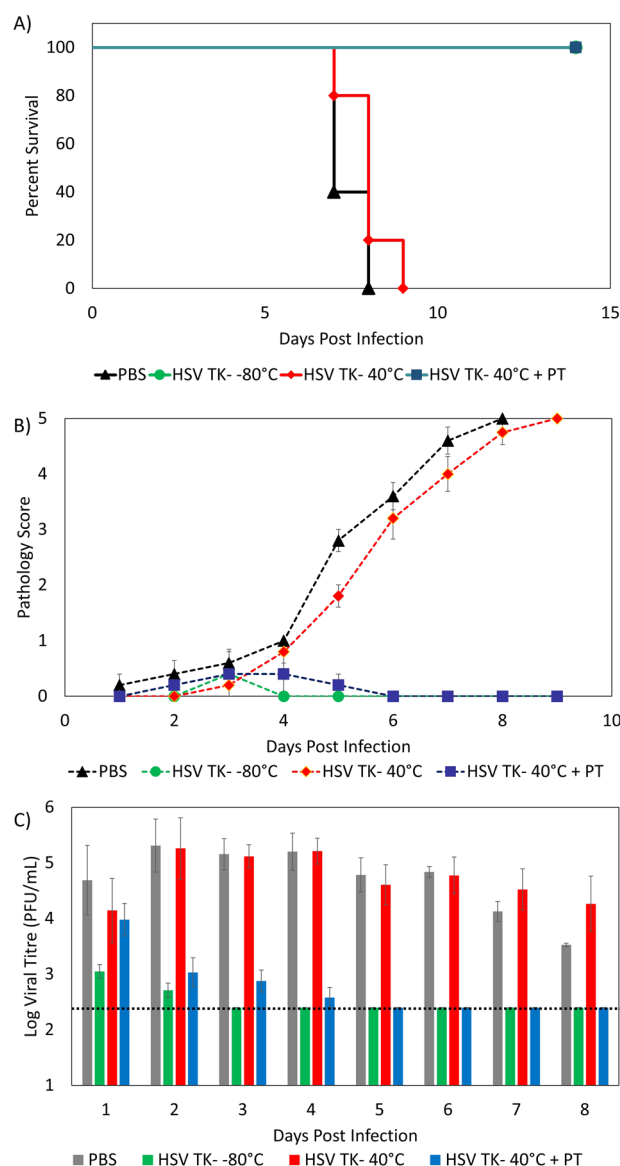 A)
Percent Survival
100
80
60
40
20
0
0 5 10 15
Days Post Infection
PBS HSV TK- -80°C HSV TK- 40°C HSV TK- 40°C + PT
B)
Pathology Score
5
4
3
2
1
0
0 2 4 6 8 10
Days Post Infection
PBS HSV TK- -80°C HSV TK- 40°C HSV TK- 40°C + PT
C)
Log Viral Titre (PFU/mL)
6
5
4
3
2
1
1 2 3 4 5 6 7 8
Days Post Infection
PBS HSV TK- -80°C HSV TK- 40°C HSV TK- 40°C + PT